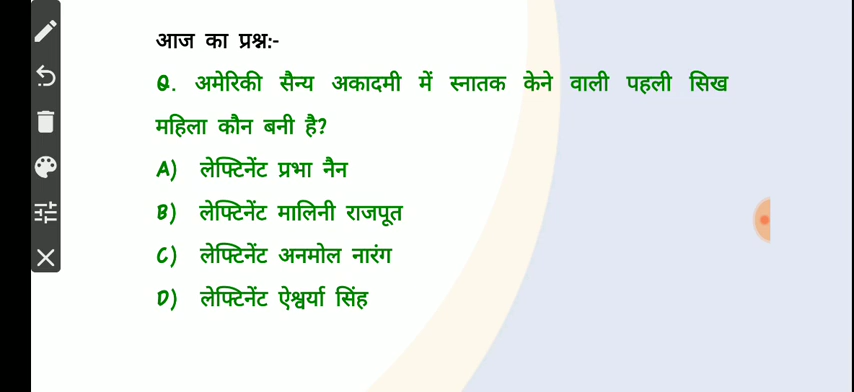 आज का प्रश्न:-
Q. अमेरिकी सैन्य अकादमी में स्नातक केने वाली पहली सिख
महिला कौन बनी है?
A) लेफ्टिनेंट प्रभा नैन
B) लेफ्टिनेंट मालिनी राजपूत
C) लेफ्टिनेंट अनमोल नारंग
D) लेफ्टिनेंट ऐश्वर्या सिंह